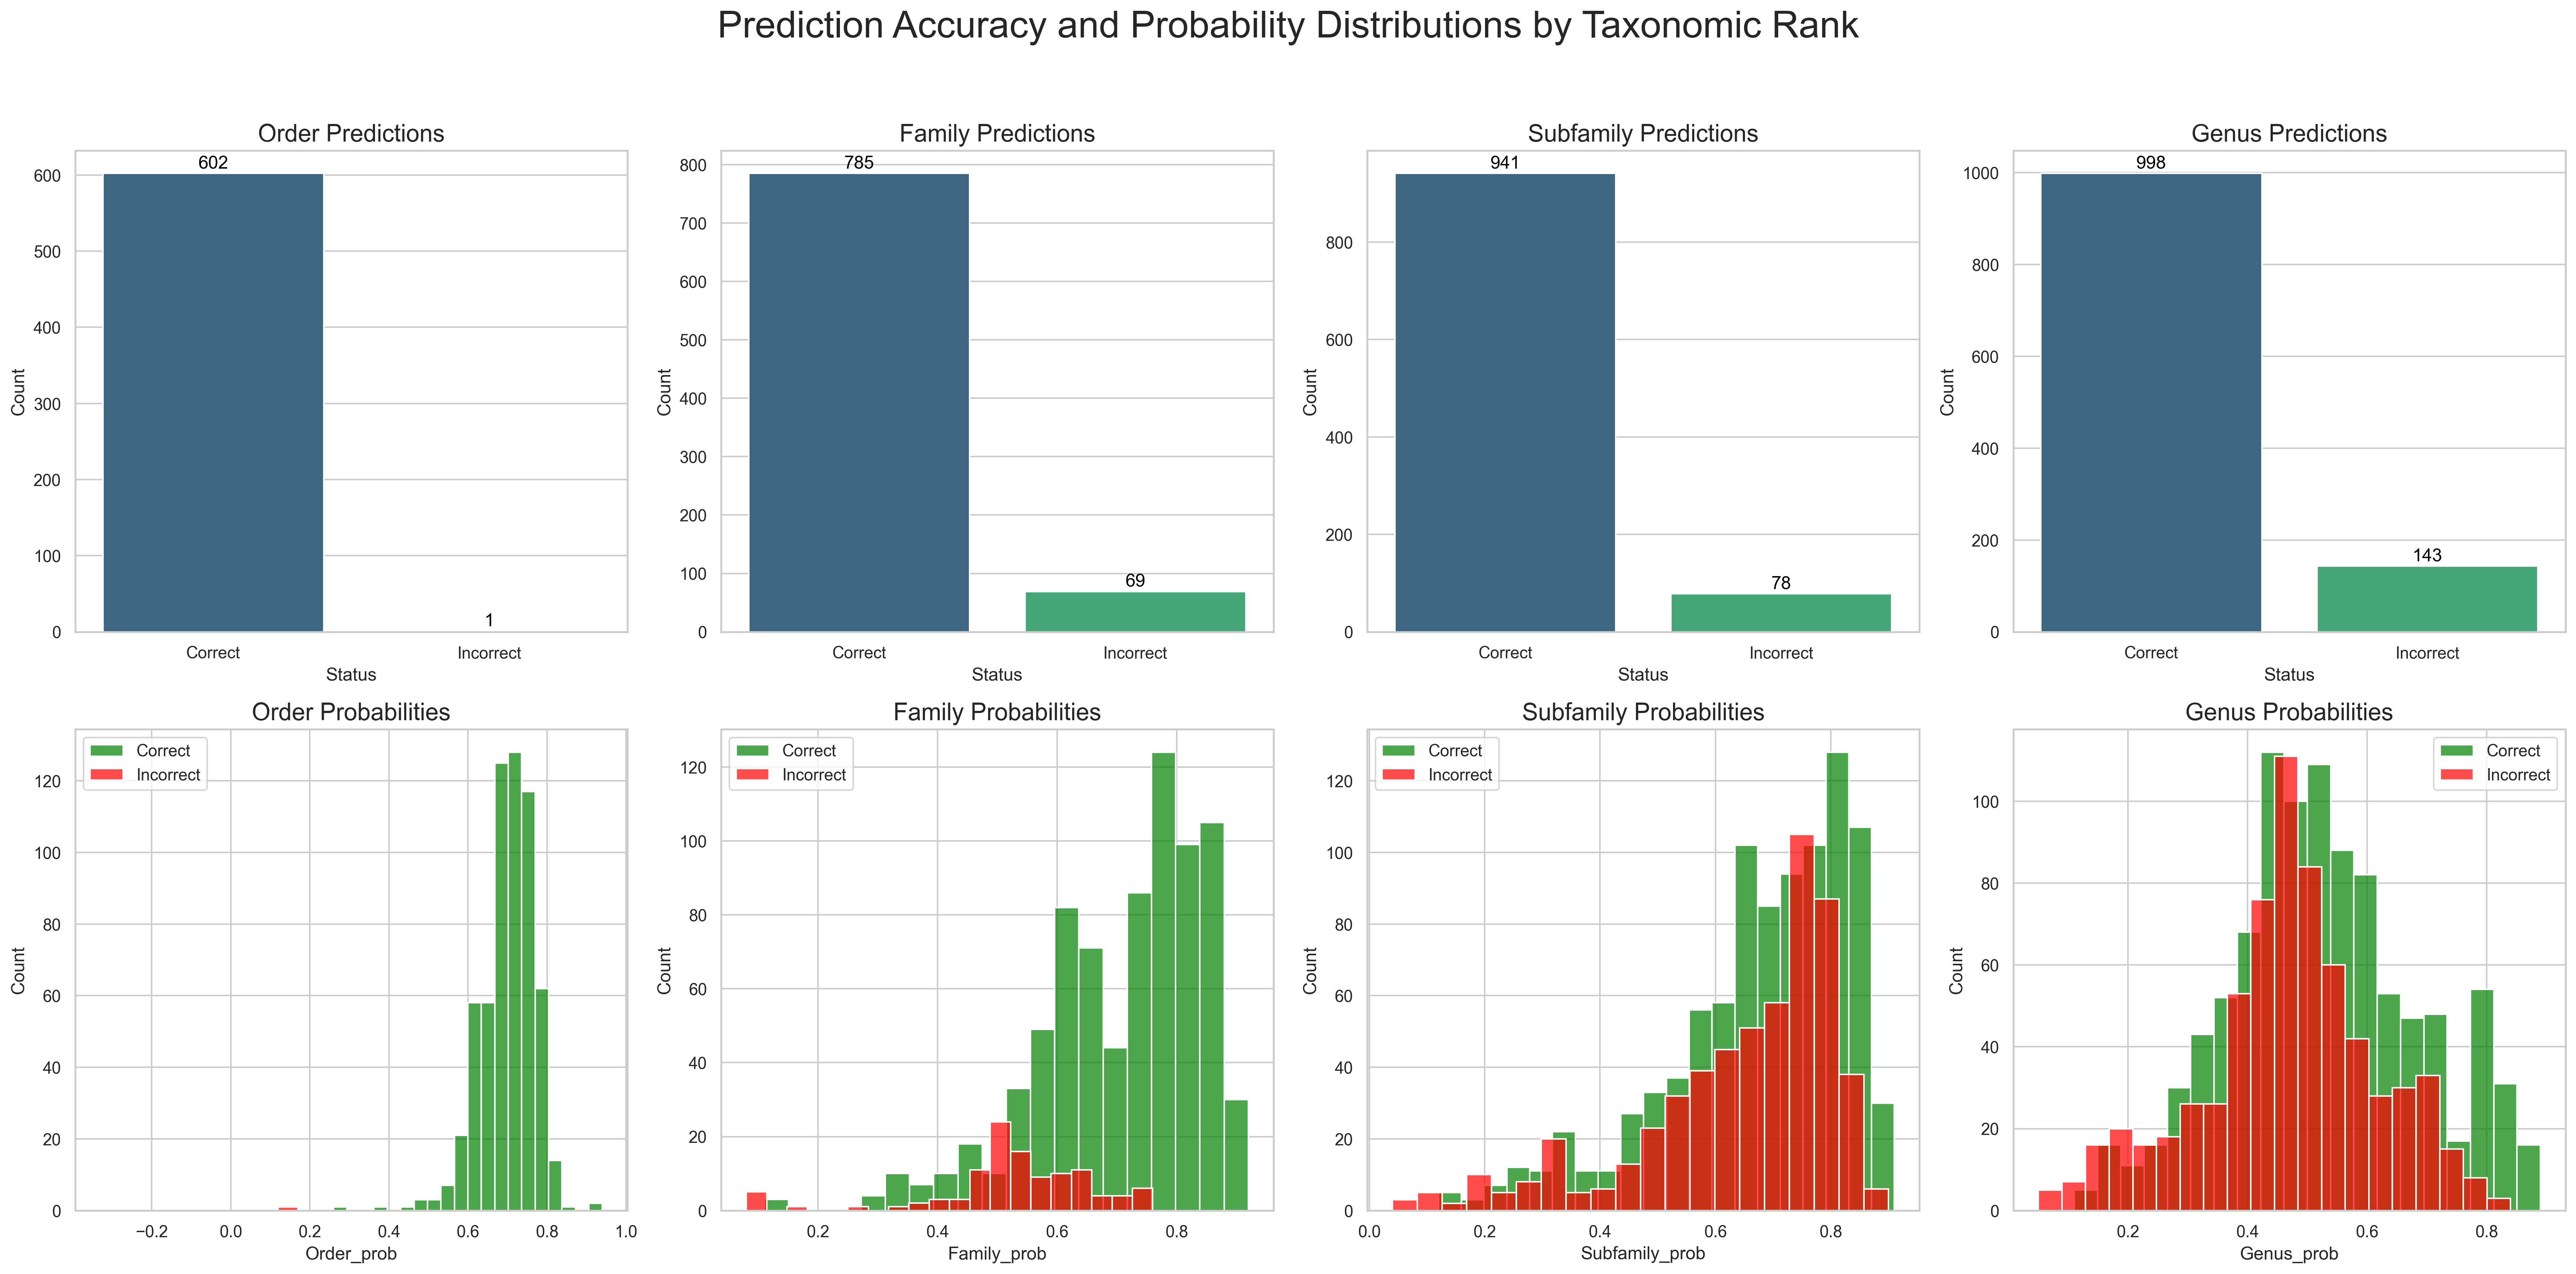 Prediction Accuracy and Probability Distributions by Taxonomic Rank
Order Predictions
602
1
600
500
400
300
200
100
0
Count
Correct
Incorrect
Status
Family Predictions
785
69
800
700
600
500
400
300
200
100
0
Count
Correct
Incorrect
Status
Subfamily Predictions
941
78
800
600
400
200
0
Count
Correct
Incorrect
Status
Genus Predictions
998
143
1000
800
600
400
200
0
Count
Correct
Incorrect
Status
Order Probabilities
Correct
Incorrect
120
100
80
60
40
20
0
Count
−0.2
0.0
0.2
0.4
0.6
0.8
1.0
Order_prob
Family Probabilities
Correct
Incorrect
120
100
80
60
40
20
0
Count
0.2
0.4
0.6
0.8
Family_prob
Subfamily Probabilities
Correct
Incorrect
120
100
80
60
40
20
0
Count
0.0
0.2
0.4
0.6
0.8
Subfamily_prob
Genus Probabilities
Correct
Incorrect
100
80
60
40
20
0
Count
0.2
0.4
0.6
0.8
Genus_prob